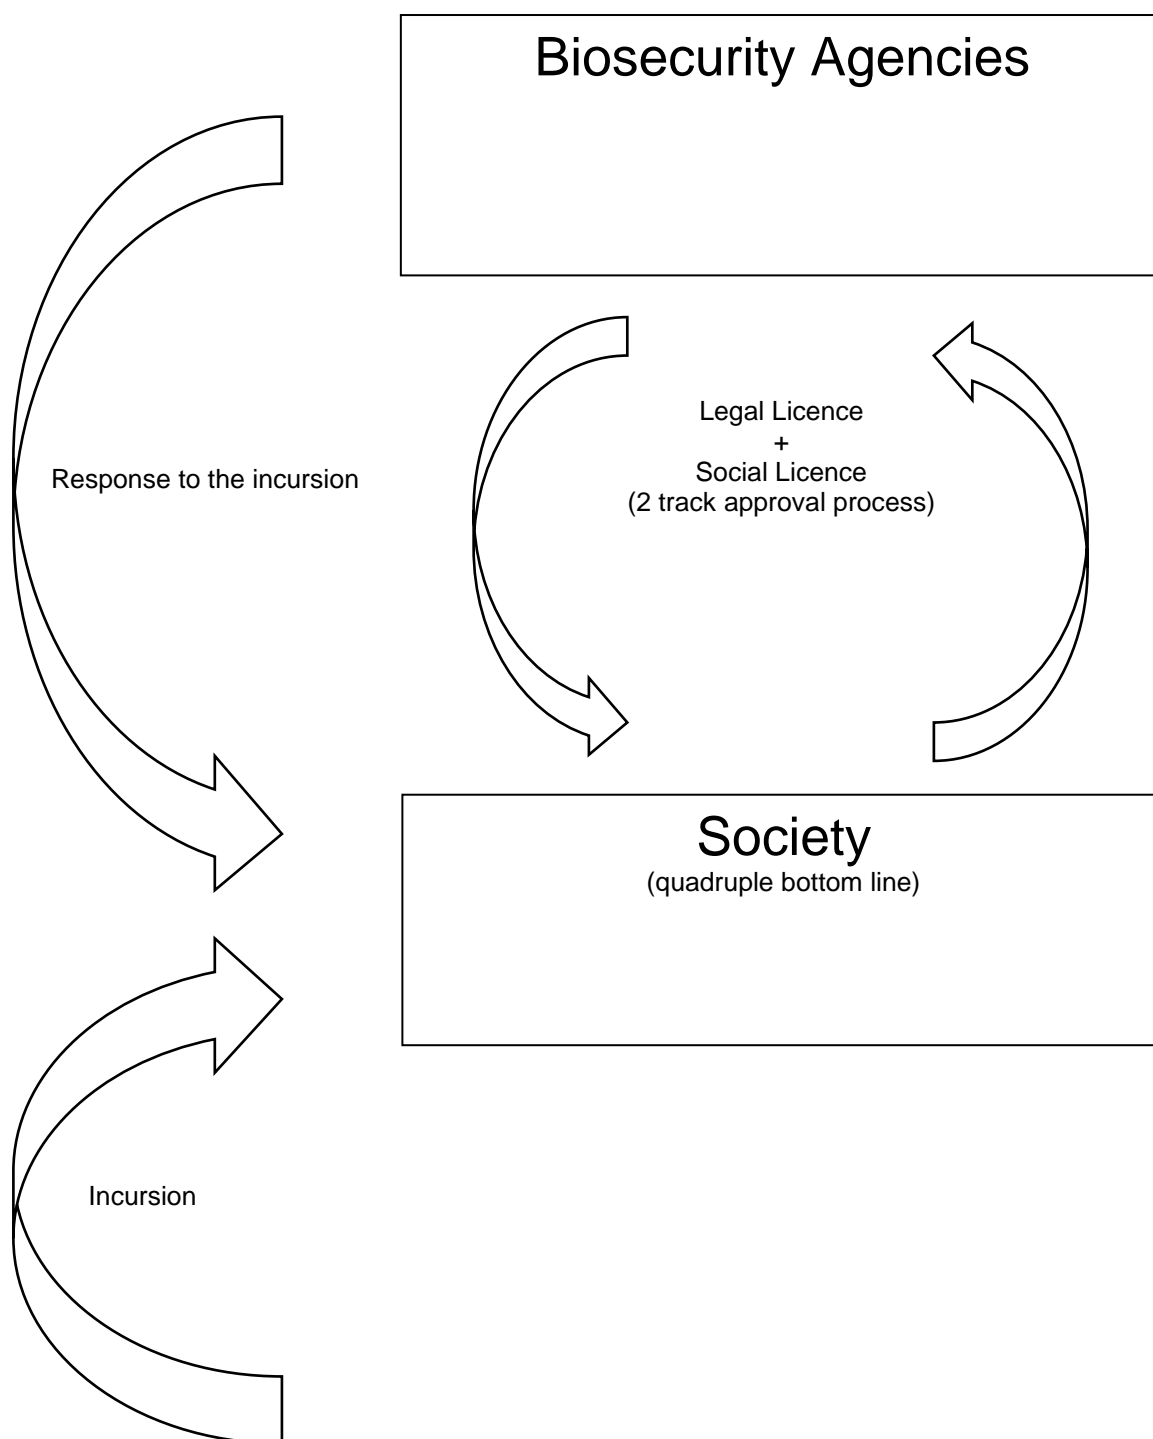 Biosecurity Agencies
Legal Licence
+
Social Licence
(2 track approval process)
Response to the incursion
Society
(quadruple bottom line)
Incursion